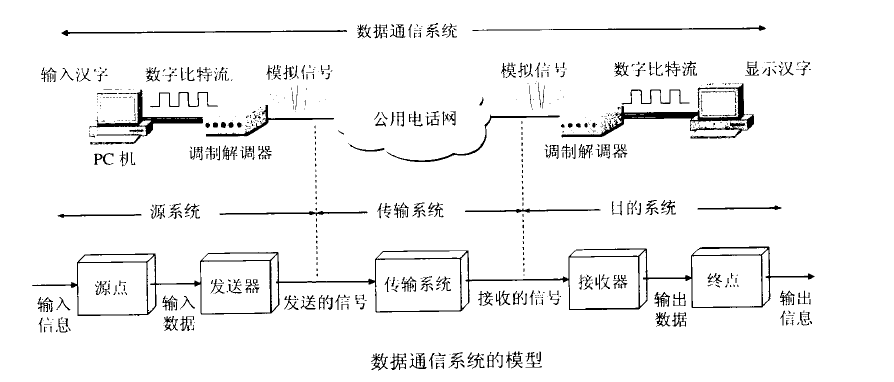 数据通信系统
输入汉字 数字比特流 模拟信号 模拟信号 数字比特流 显示汉字
公用电话网
PC 机 调制解调器 调制解调器
源系统 传输系统 目的系统
源点 发送器 传输系统 接收器 终点
输入信息 输入数据 发送的信号 接收的信号 输出数据 输出信息
数据通信系统的模型